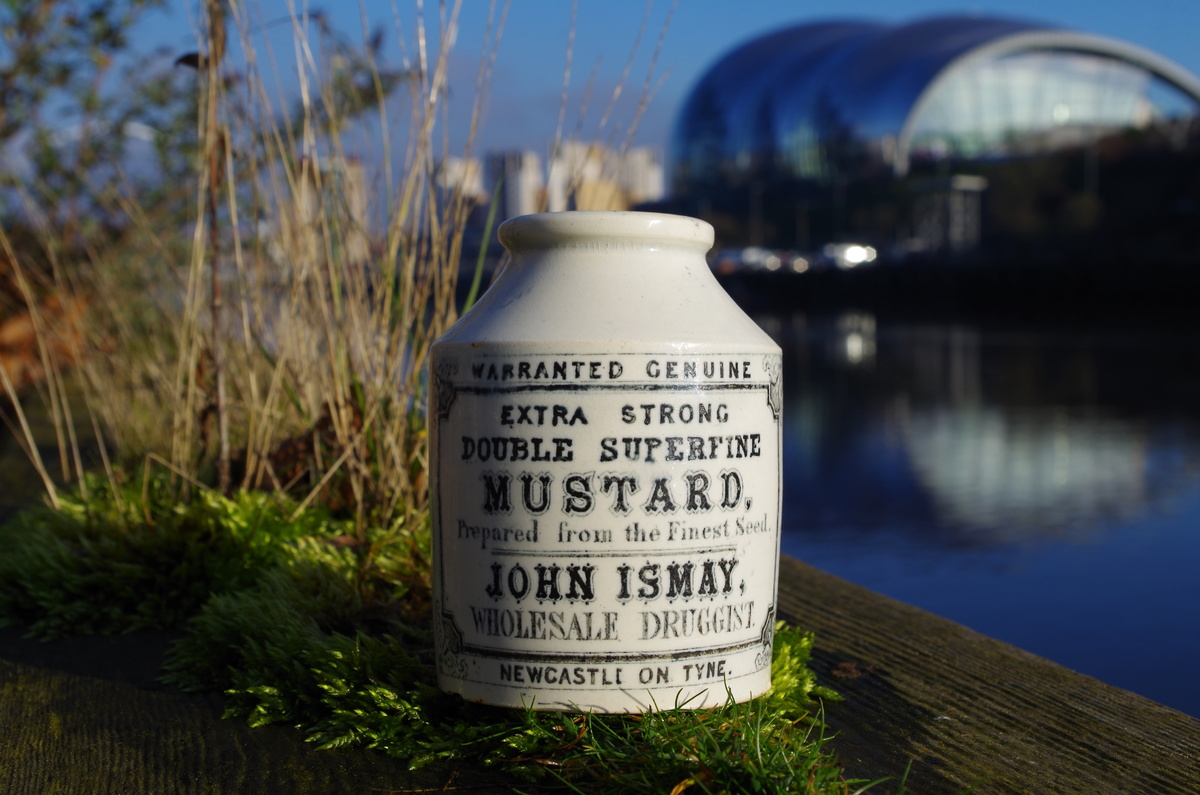 WARRANTED GENUINE
EXTRA STRONG
DOUBLE SUPERFINE
MUSTARD,
Prepared from the Finest Seed.
JOHN ISMAY,
WHOLESALE DRUGGIST.
NEWCASTLE ON TYNE.